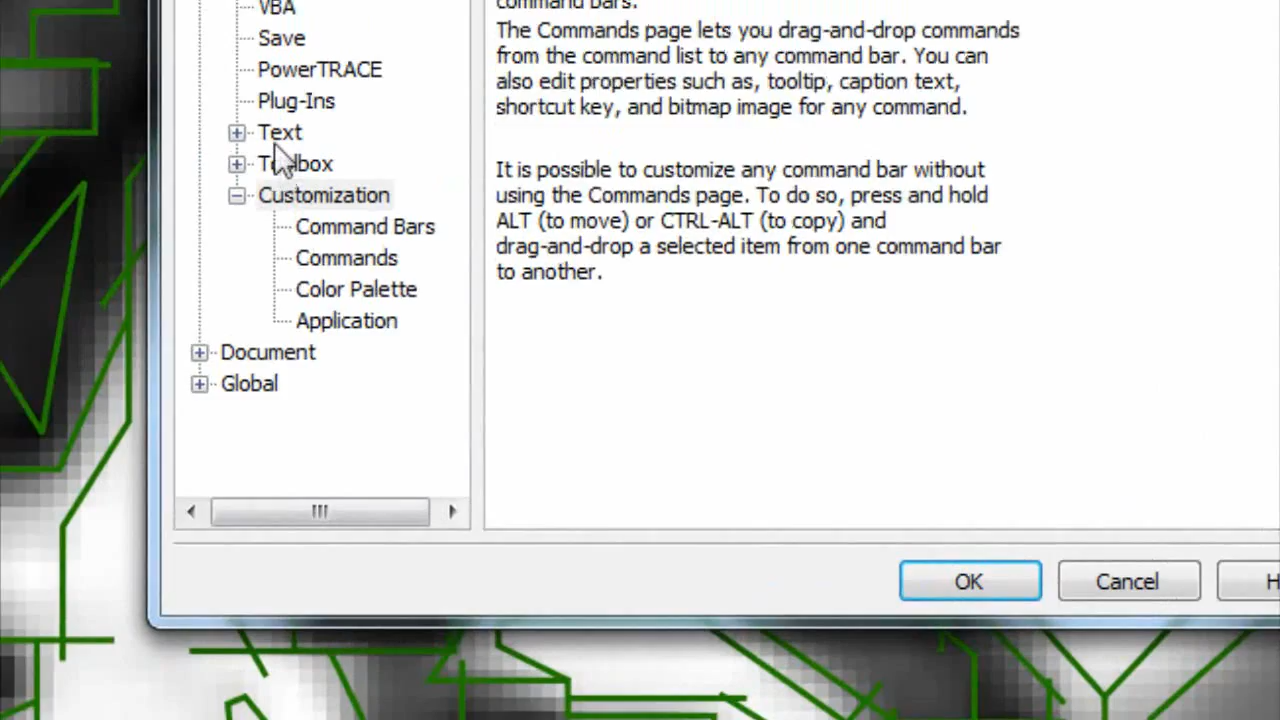 VBA
Save
PowerTRACE
Plug-Ins
Text
Toolbox
Customization
Command Bars
Commands
Color Palette
Application
Document
Global
command bars.
The Commands page lets you drag-and-drop commands
from the command list to any command bar. You can
also edit properties such as, tooltip, caption text,
shortcut key, and bitmap image for any command.
It is possible to customize any command bar without
using the Commands page. To do so, press and hold
ALT (to move) or CTRL-ALT (to copy) and
drag-and-drop a selected item from one command bar
to another.
OK
Cancel